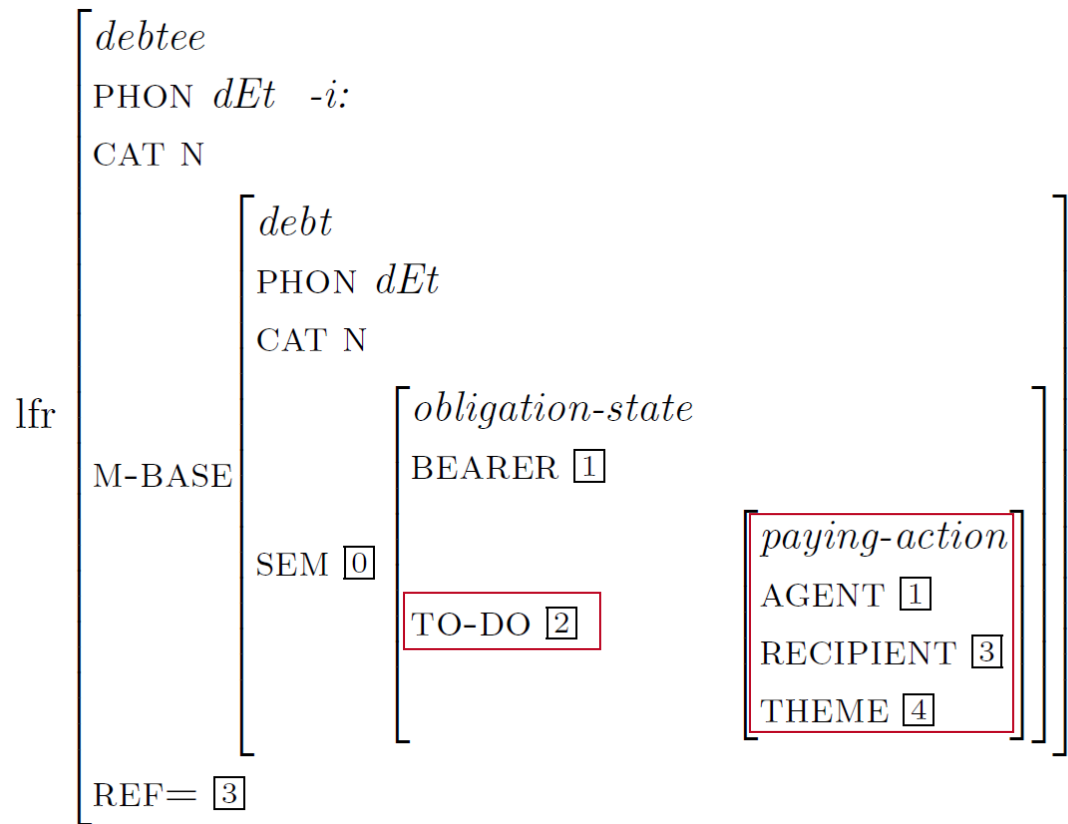 debtee
PHON dEt -i:
CAT N
debt
PHON dEt
CAT N
lfr
M-BASE
SEM 0
obligation-state
BEARER 1
TO-DO 2
paying-action
AGENT 1
RECIPIENT 3
THEME 4
REF= 3